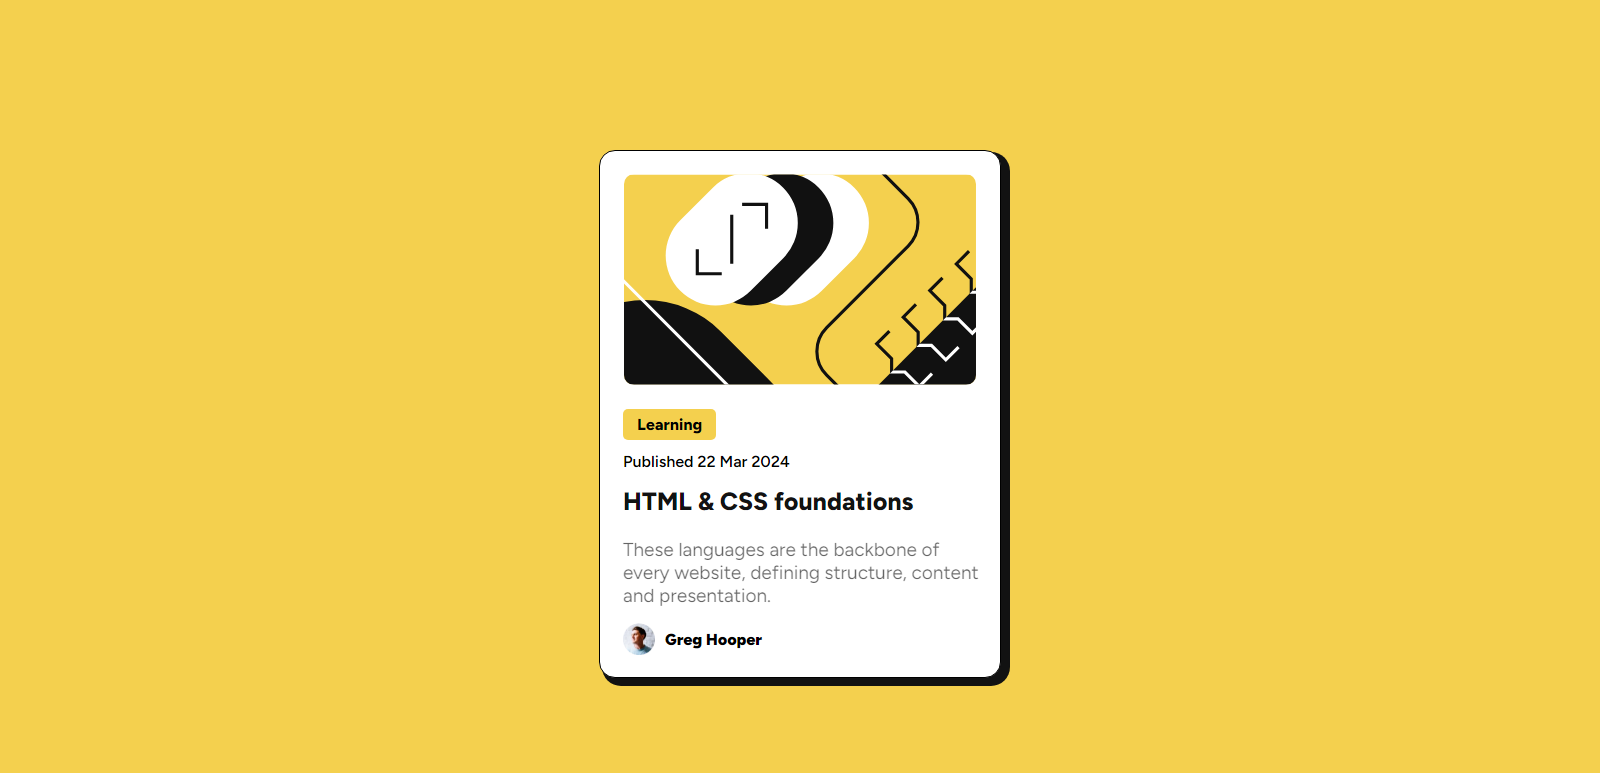 Learning
Published 22 Mar 2024
HTML & CSS foundations
These languages are the backbone of
every website, defining structure, content
and presentation.
Greg Hooper